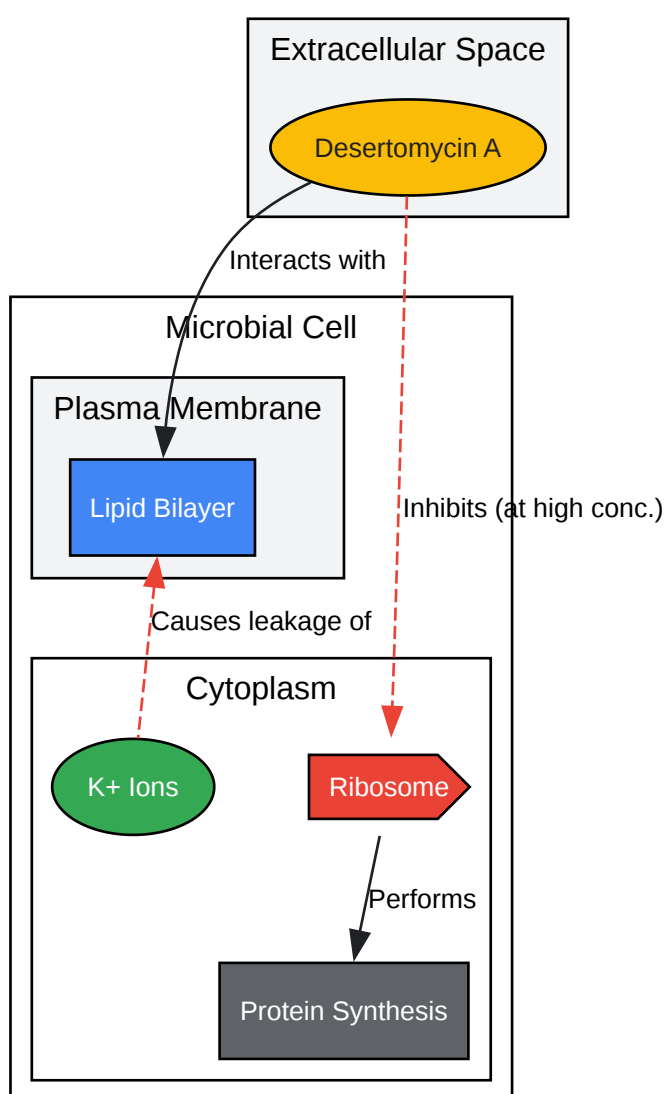 Extracellular Space
Desertomycin A
Interacts with
Microbial Cell
Plasma Membrane
Lipid Bilayer
Inhibits (at high conc.)
Causes leakage of
Cytoplasm
K+ Ions
Ribosome
Performs
Protein Synthesis